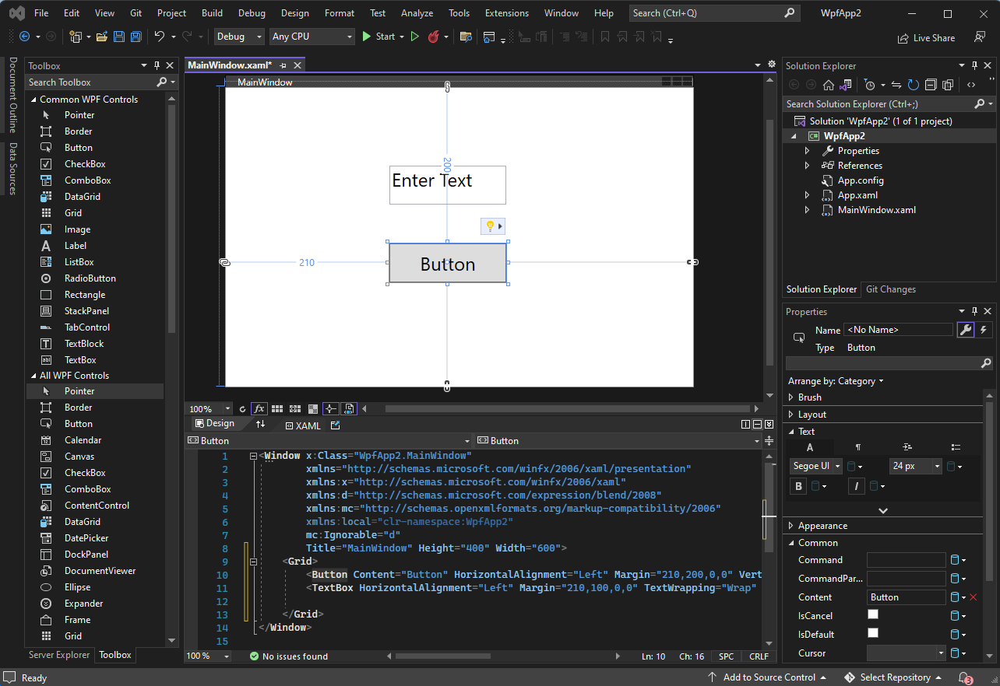 File Edit View Git Project Build Debug Design Format Test Analyze Tools Extensions Window Help Search (Ctrl+Q) WpfApp2
Debug Any CPU Start Live Share
Document Outline
Data Sources
Toolbox
Search Toolbox
Common WPF Controls
Pointer
Border
Button
CheckBox
ComboBox
DataGrid
Grid
Image
Label
ListBox
RadioButton
Rectangle
StackPanel
TabControl
TextBlock
TextBox
All WPF Controls
Pointer
Border
Button
Calendar
Canvas
CheckBox
ComboBox
ContentControl
DataGrid
DatePicker
DockPanel
DocumentViewer
Ellipse
Expander
Frame
Grid
Server Explorer Toolbox
MainWindow.xaml*
MainWindow
200
Enter Text
210
Button
100%
Design XAML
Button Button
1 <Window x:Class="WpfApp2.MainWindow"
2 xmlns="http://schemas.microsoft.com/winfx/2006/xaml/presentation"
3 xmlns:x="http://schemas.microsoft.com/winfx/2006/xaml"
4 xmlns:d="http://schemas.microsoft.com/expression/blend/2008"
5 xmlns:mc="http://schemas.openxmlformats.org/markup-compatibility/2006"
6 xmlns:local="clr-namespace:WpfApp2"
7 mc:Ignorable="d"
8 Title="MainWindow" Height="400" Width="600">
9 <Grid>
10 <Button Content="Button" HorizontalAlignment="Left" Margin="210,200,0,0" Vert
11 <TextBox HorizontalAlignment="Left" Margin="210,100,0,0" TextWrapping="Wrap"
12
13 </Grid>
14 </Window>
15
100 % No issues found Ln: 10 Ch: 16 SPC CRLF
Solution Explorer
Search Solution Explorer (Ctrl+;)
Solution 'WpfApp2' (1 of 1 project)
C# WpfApp2
Properties
References
App.config
App.xaml
MainWindow.xaml
Solution Explorer Git Changes
Properties
Name <No Name>
Type Button
Arrange by: Category
Brush
Layout
Text
A ¶
Segoe UI 24 px
B I
Appearance
Common
Command
CommandPar...
Content Button
IsCancel
IsDefault
Cursor
Ready Add to Source Control Select Repository 3